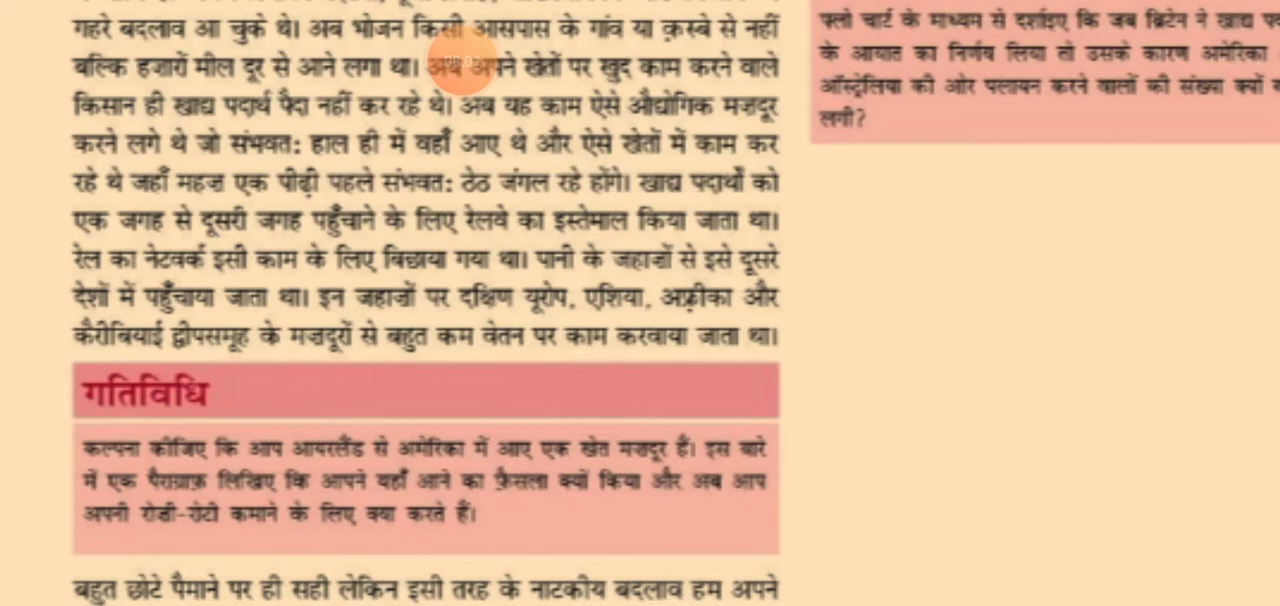 गहरे बदलाव आ चुके थे। अब भोजन किसी आसपास के गांव या क़स्बे से नहीं
बल्कि हज़ारों मील दूर से आने लगा था। अब अपने खेतों पर खुद काम करने वाले
किसान ही खाद्य पदार्थ पैदा नहीं कर रहे थे। अब यह काम ऐसे औद्योगिक मज़दूर
करने लगे थे जो संभवत: हाल ही में वहाँ आए थे और ऐसे खेतों में काम कर
रहे थे जहाँ महज़ एक पीढ़ी पहले संभवत: ठेठ जंगल रहे होंगे। खाद्य पदार्थों को
एक जगह से दूसरी जगह पहुँचाने के लिए रेलवे का इस्तेमाल किया जाता था।
रेल का नेटवर्क इसी काम के लिए बिछाया गया था। पानी के जहाज़ों से इसे दूसरे
देशों में पहुँचाया जाता था। इन जहाज़ों पर दक्षिण यूरोप, एशिया, अफ़्रीका और
कैरीबियाई द्वीपसमूह के मज़दूरों से बहुत कम वेतन पर काम करवाया जाता था।
गतिविधि
कल्पना कीजिए कि आप आयरलैंड से अमेरिका में आए एक खेत मज़दूर हैं। इस बारे
में एक पैराग्राफ़ लिखिए कि आपने यहाँ आने का फ़ैसला क्यों किया और अब आप
अपनी रोज़ी-रोटी कमाने के लिए क्या करते हैं।
बहुत छोटे पैमाने पर ही सही लेकिन इसी तरह के नाटकीय बदलाव हम अपने
फ्लो चार्ट के माध्यम से दर्शाइए कि जब ब्रिटेन ने खाद्य
के आयात का निर्णय लिया तो उसके कारण अमेरिका
ऑस्ट्रेलिया की ओर पलायन करने वालों की संख्या क्यों
लगी?
08:02